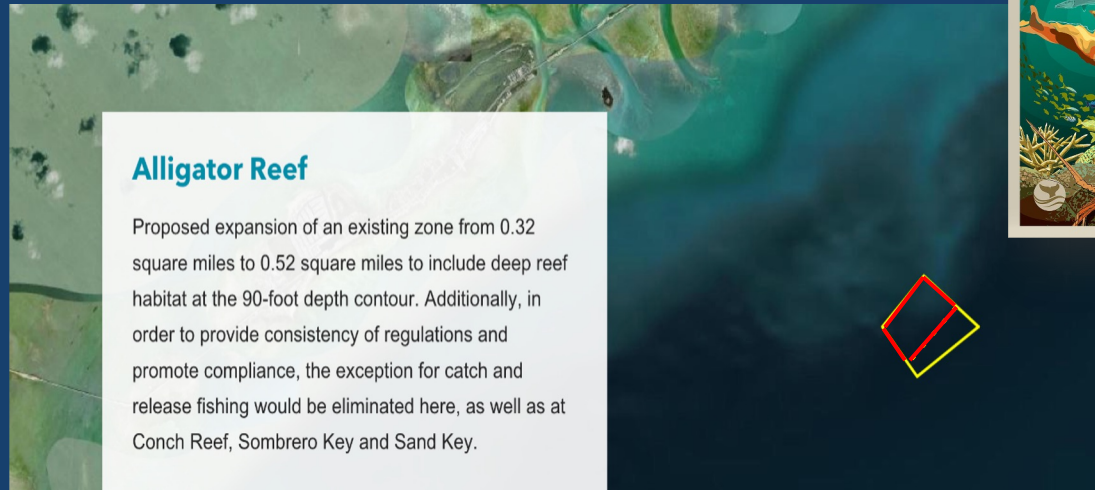 Alligator Reef
Proposed expansion of an existing zone from 0.32
square miles to 0.52 square miles to include deep reef
habitat at the 90-foot depth contour. Additionally, in
order to provide consistency of regulations and
promote compliance, the exception for catch and
release fishing would be eliminated here, as well as at
Conch Reef, Sombrero Key and Sand Key.